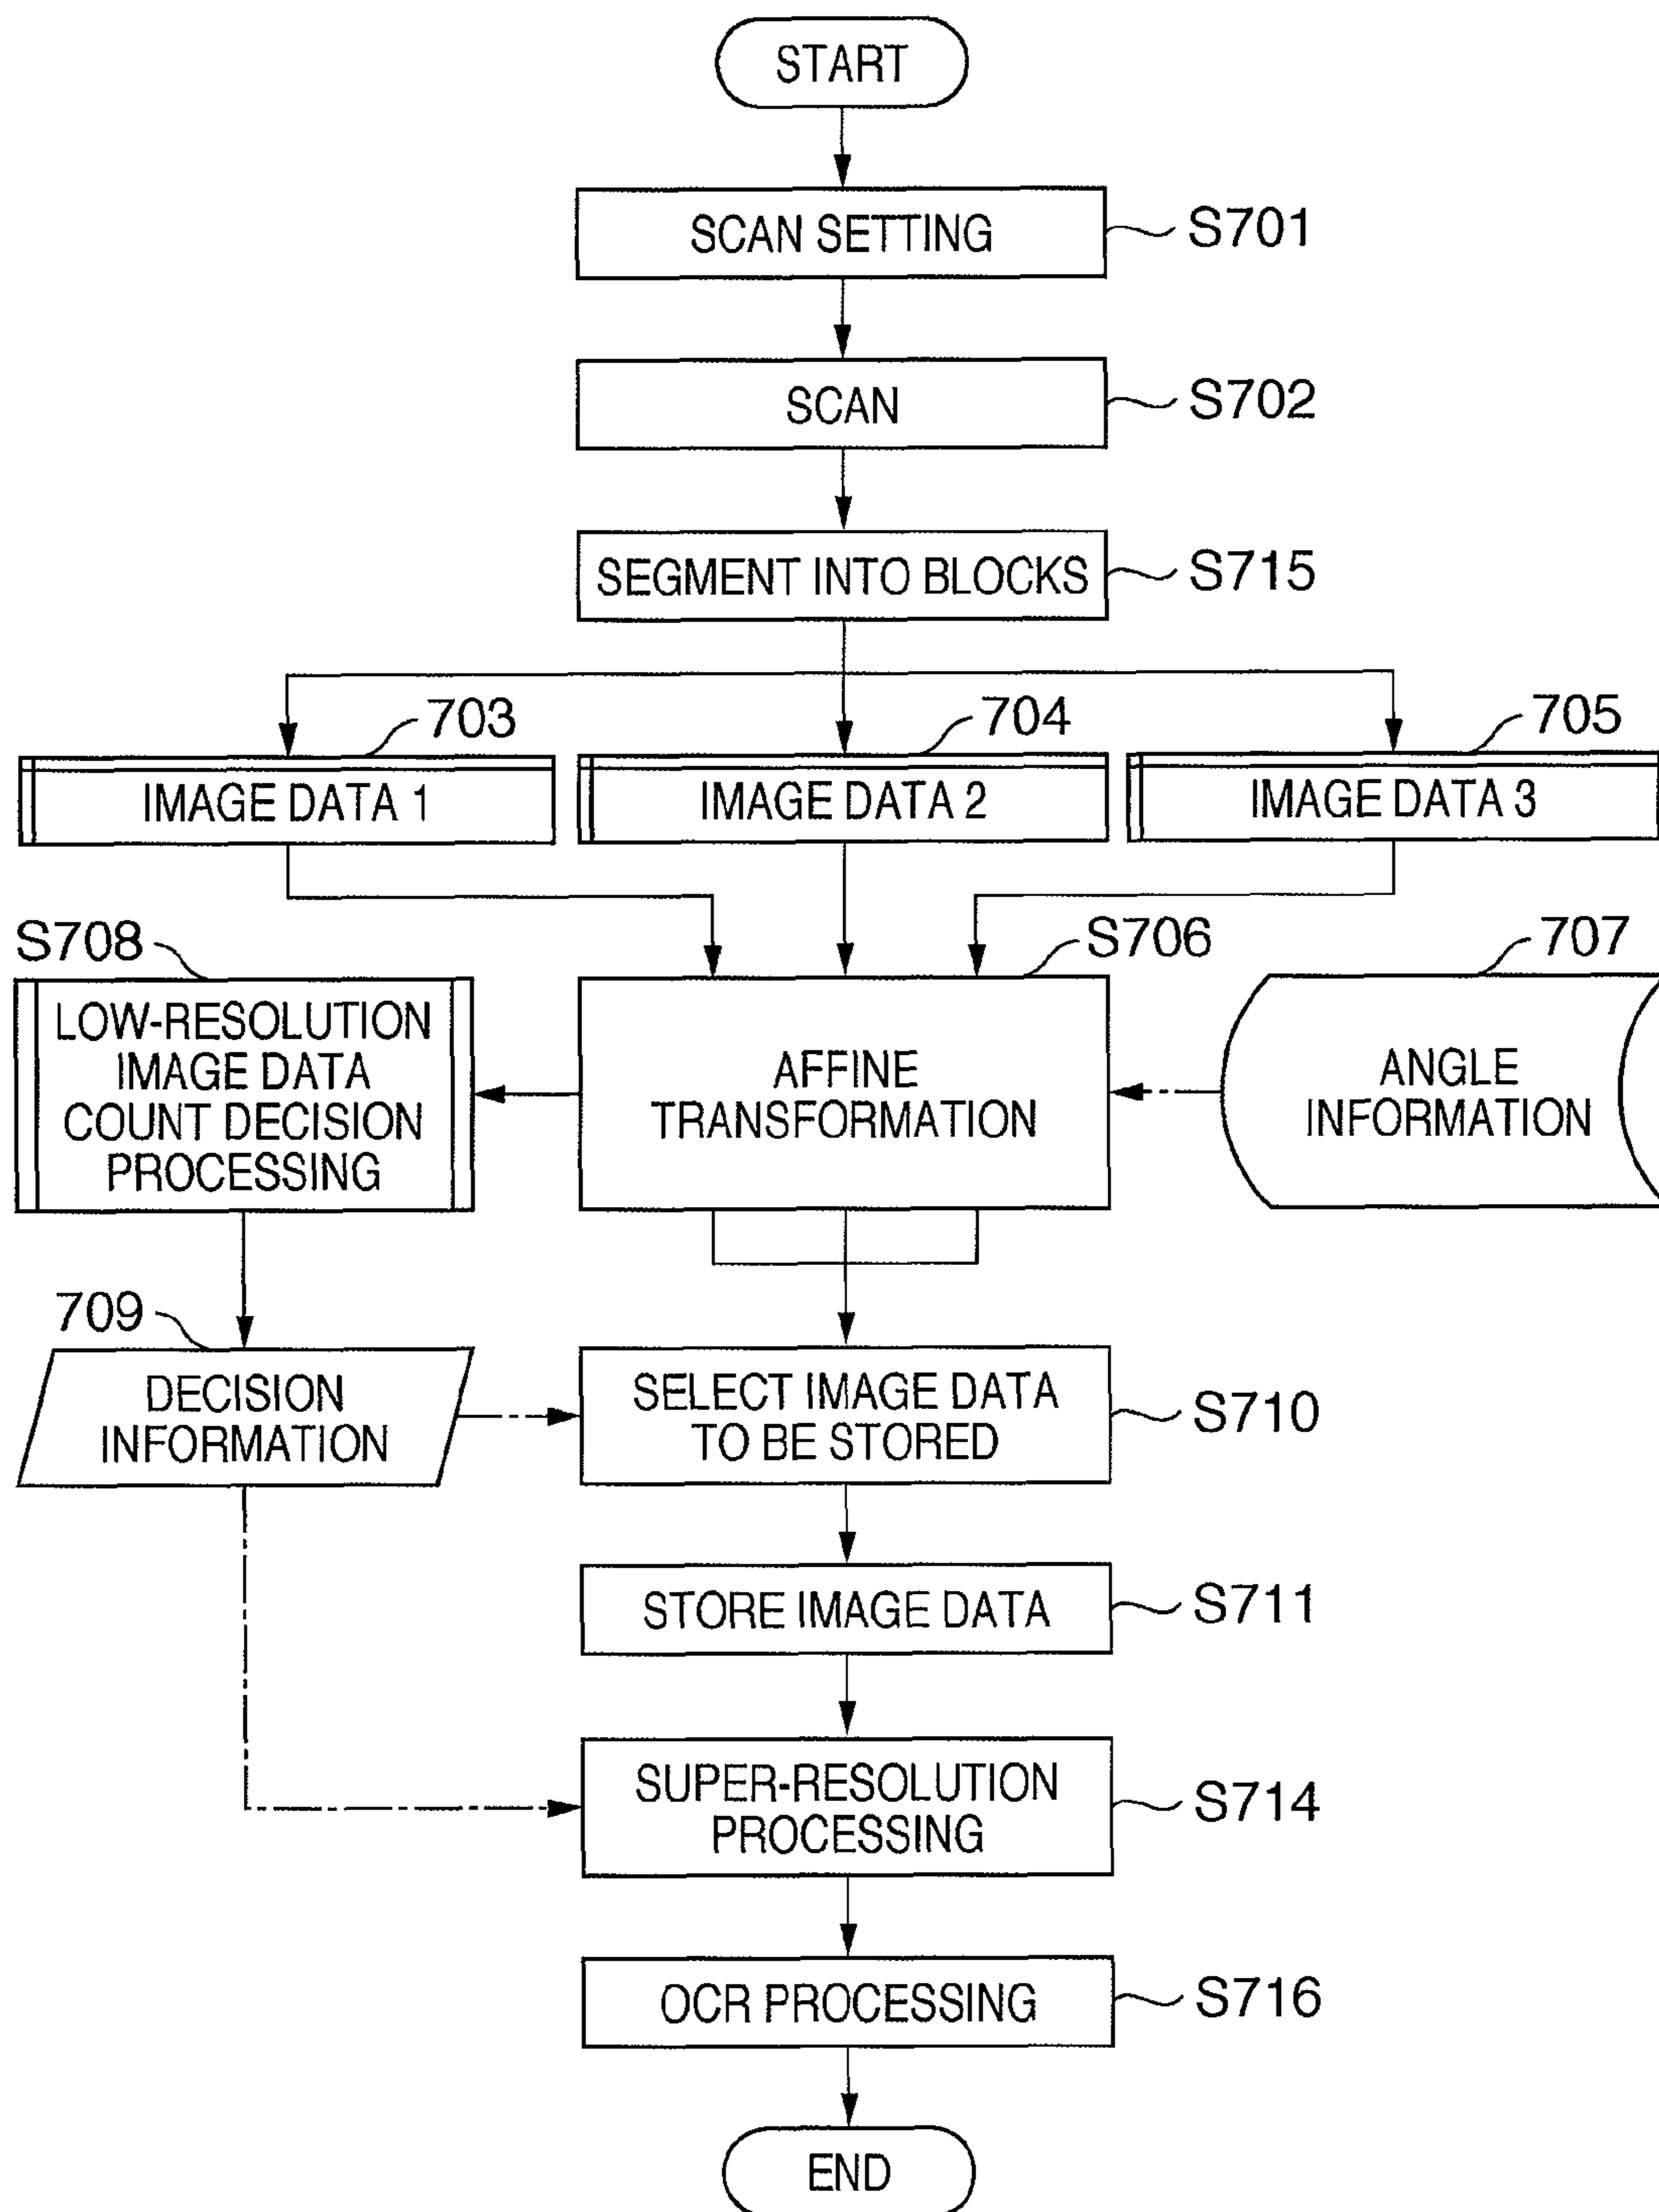 START
SCAN SETTING
S701
SCAN
S702
SEGMENT INTO BLOCKS
S715
703
704
705
IMAGE DATA 1
IMAGE DATA 2
IMAGE DATA 3
S708
S706
707
LOW-RESOLUTION
IMAGE DATA
COUNT DECISION
PROCESSING
AFFINE
TRANSFORMATION
ANGLE
INFORMATION
709
DECISION
INFORMATION
SELECT IMAGE DATA
TO BE STORED
S710
STORE IMAGE DATA
S711
SUPER-RESOLUTION
PROCESSING
S714
OCR PROCESSING
S716
END